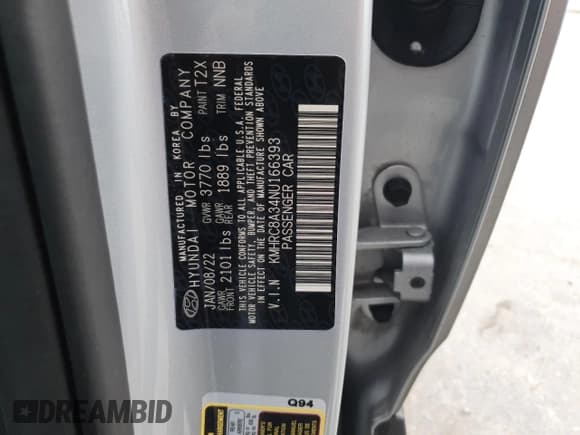 MANUFACTURED IN KOREA BY
HYUNDAI MOTOR COMPANY
JAN/08/22 GVWR 3770 lbs PAINT T2X
GAWR FRONT 2101 lbs GAWR REAR 1889 lbs TRIM NNB
THIS VEHICLE CONFORMS TO ALL APPLICABLE U.S.A. FEDERAL
MOTOR VEHICLE SAFETY, BUMPER, AND THEFT PREVENTION STANDARDS
IN EFFECT ON THE DATE OF MANUFACTURE SHOWN ABOVE
V.I.N KMHRC8A34NU166393
PASSENGER CAR
Q94
DREAMBID